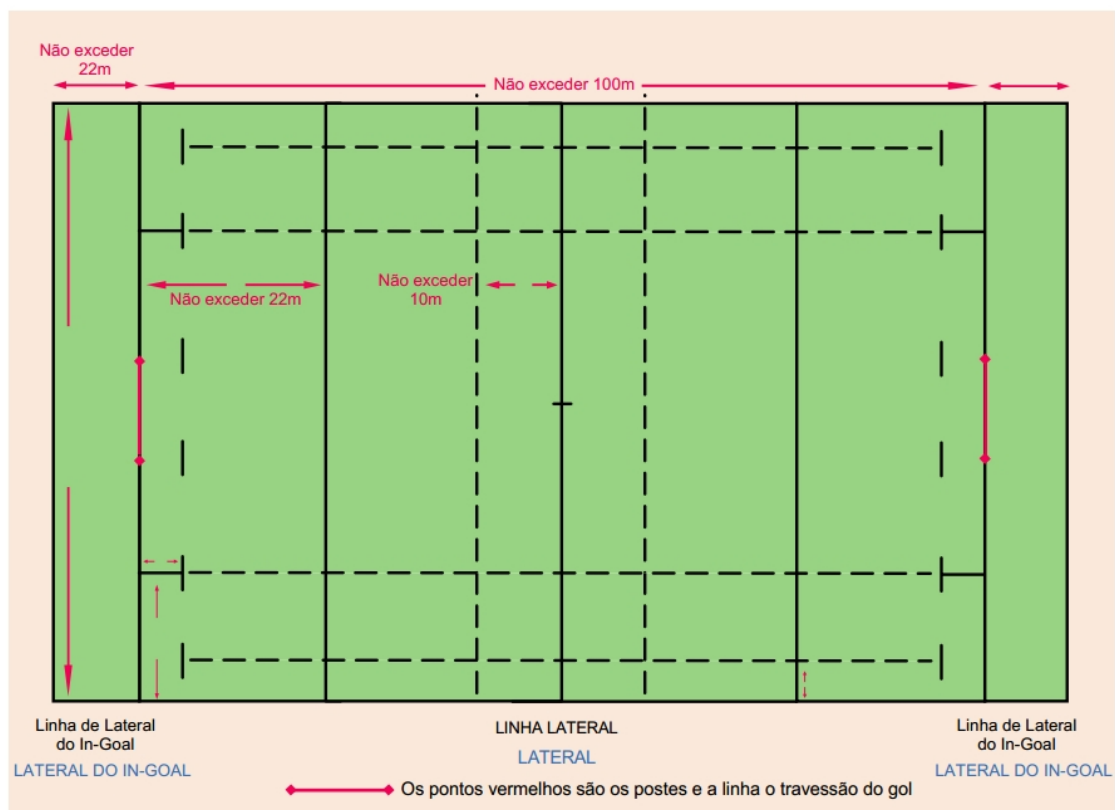 Não exceder
22m
Não exceder 100m
Não exceder 22m
Não exceder
10m
Linha de Lateral
do In-Goal
LATERAL DO IN-GOAL
LINHA LATERAL
LATERAL
Linha de Lateral
do In-Goal
LATERAL DO IN-GOAL
Os pontos vermelhos são os postes e a linha o travessão do gol